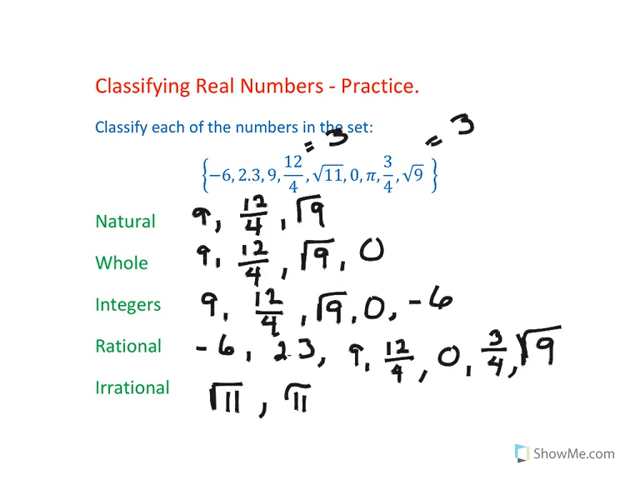 Classifying Real Numbers - Practice.
Classify each of the numbers in the set:
= 3 = 3
{−6, 2.3, 9, 12/4, √11, 0, π, 3/4, √9 }
Natural 9, 12/4, √9
Whole 9, 12/4, √9, 0
Integers 9, 12/4, √9, 0, -6
Rational -6, 2.3, 9, 12/4, 0, 3/4, √9
Irrational √11, π
ShowMe.com